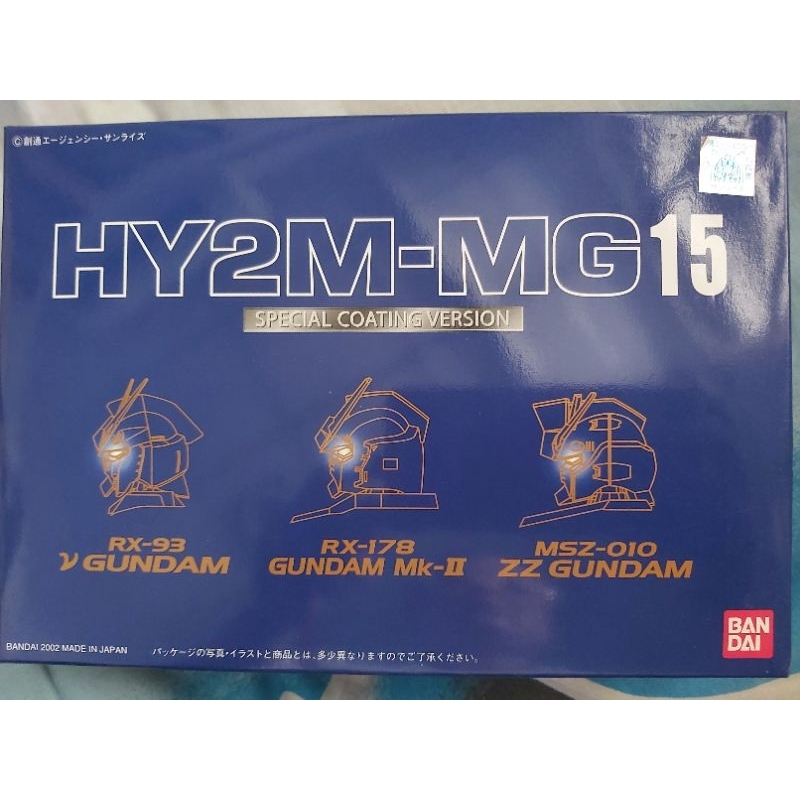 ©創通エージェンシー・サンライズ
HY2M-MG15
SPECIAL COATING VERSION
RX-93
ν GUNDAM
RX-178
GUNDAM Mk-II
MSZ-010
ZZ GUNDAM
BAN
DAI
BANDAI 2002 MADE IN JAPAN
パッケージの写真・イラストと商品とは、多少異なりますのでご了承ください。